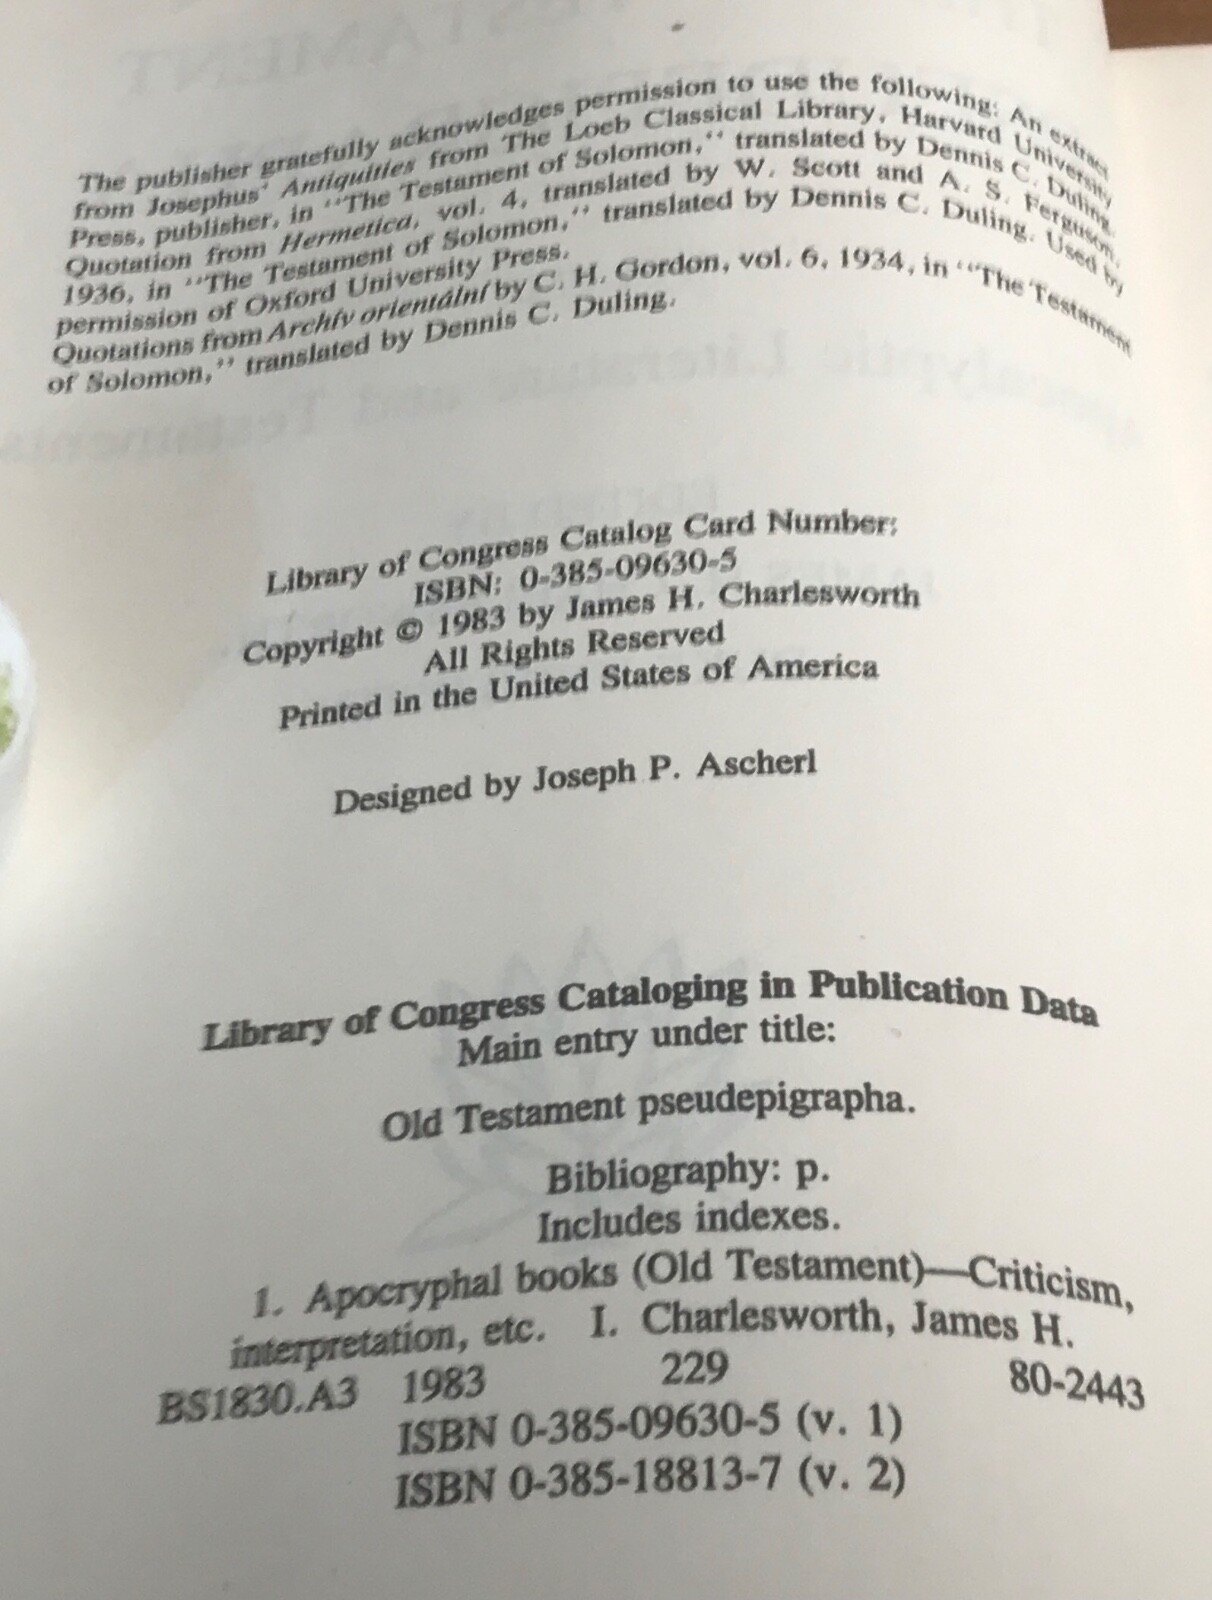 The publisher gratefully acknowledges permission to use the following: An extract
from Josephus' Antiquities from The Loeb Classical Library, Harvard University
Press, publisher, in "The Testament of Solomon," translated by Dennis C. Duling.
Quotation from Hermetica, vol. 4, translated by W. Scott and A. S. Ferguson,
1936, in "The Testament of Solomon," translated by Dennis C. Duling. Used by
permission of Oxford University Press.
Quotations from Archív orientální by C. H. Gordon, vol. 6, 1934, in "The Testament
of Solomon," translated by Dennis C. Duling.
Library of Congress Catalog Card Number:
ISBN: 0-385-09630-5
Copyright © 1983 by James H. Charlesworth
All Rights Reserved
Printed in the United States of America
Designed by Joseph P. Ascherl
Library of Congress Cataloging in Publication Data
Main entry under title:
Old Testament pseudepigrapha.
Bibliography: p.
Includes indexes.
1. Apocryphal books (Old Testament)—Criticism,
interpretation, etc. I. Charlesworth, James H.
BS1830.A3 1983 229 80-2443
ISBN 0-385-09630-5 (v. 1)
ISBN 0-385-18813-7 (v. 2)